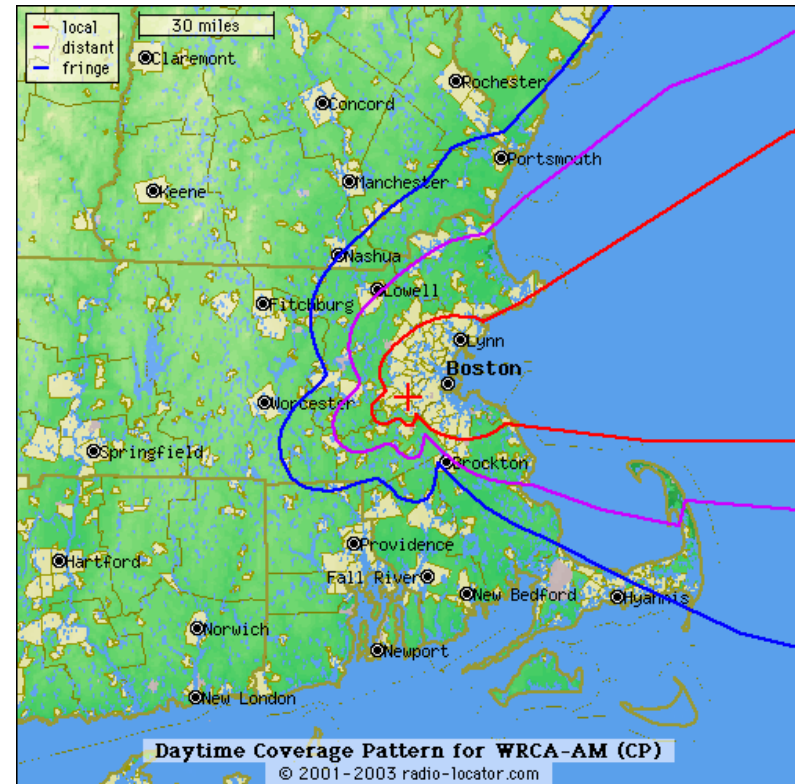 local
distant
fringe
30 miles
Claremont
Rochester
Concord
Portsmouth
Manchester
Keene
Nashua
Lowell
Fitchburg
Lynn
Boston
Worcester
Springfield
Brockton
Providence
Hartford
Fall River
New Bedford
Hyannis
Norwich
Newport
New London
Daytime Coverage Pattern for WRCA-AM (CP)
© 2001-2003 radio-locator.com